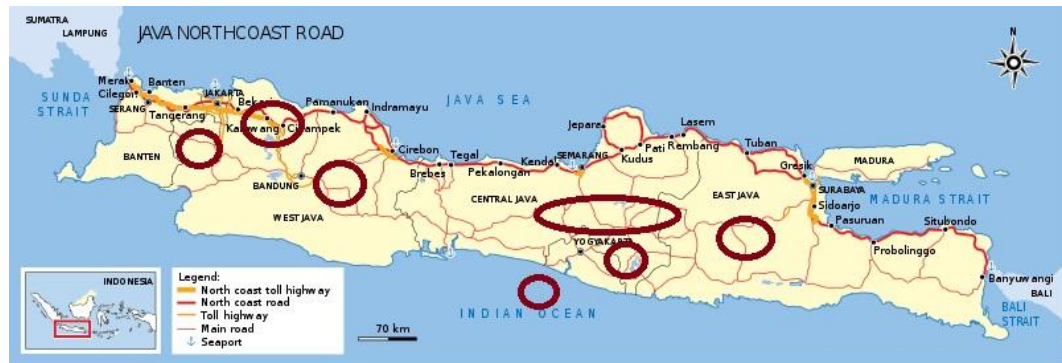 SUMATRA
LAMPUNG
JAVA NORTHCOAST ROAD
N
Merak
Banten
Cilegon
SUNDA
STRAIT
SERANG
JAKARTA
Tangerang
Pamanukan
Indramayu
JAVA SEA
BANTEN
Cirebon
BANDUNG
WEST JAVA
Brebes
Tegal
Pekalongan
Kendal
SEMARANG
Jepara
Kudus
Pati
Rembang
Lasem
Tuban
Gresik
MADURA
SURABAYA
MADURA STRAIT
Sidoarjo
CENTRAL JAVA
EAST JAVA
Pasuruan
Situbondo
YOGYAKARTA
Probolinggo
Banyuwangi
BALI
BALI
STRAIT
INDIAN OCEAN
INDONESIA
Legend:
North coast toll highway
North coast road
Toll highway
Main road
Seaport
70 km